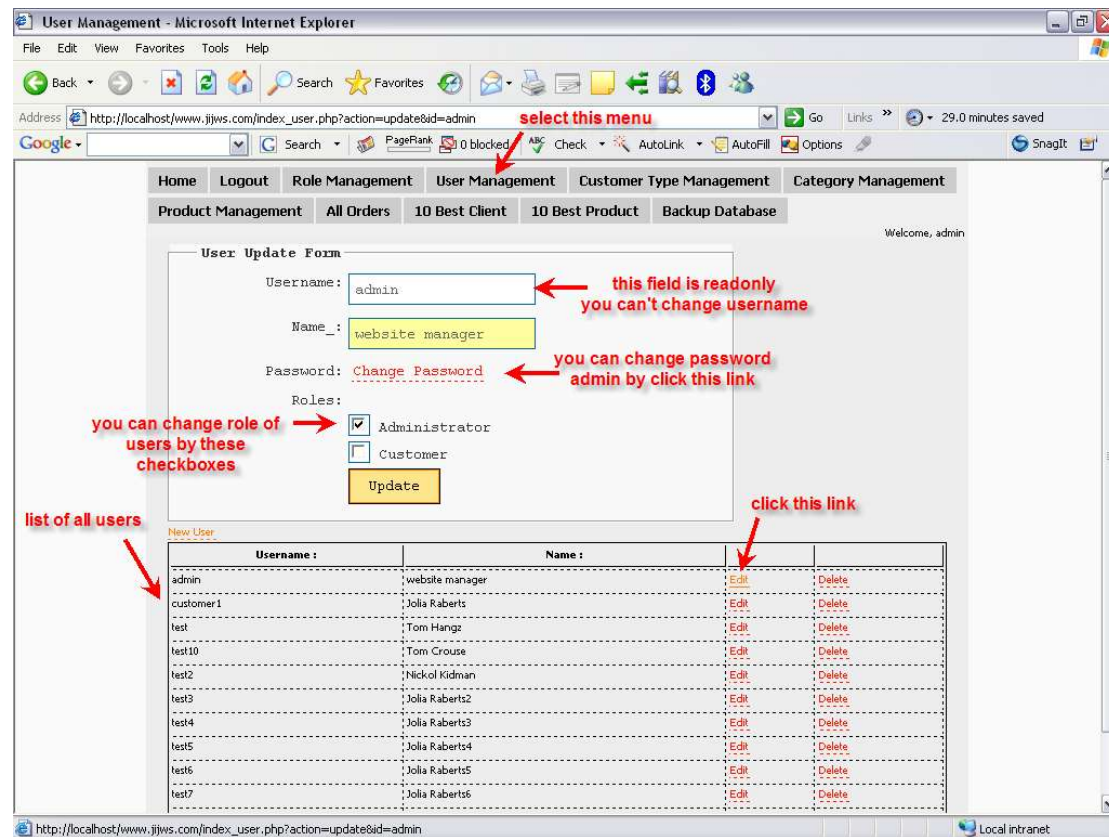 User Management - Microsoft Internet Explorer
File Edit View Favorites Tools Help
Back Search Favorites
Address http://localhost/www.jijws.com/index_user.php?action=update&id=admin Go Links » 29.0 minutes saved
select this menu
Google Search PageRank 0 blocked ABC Check AutoLink AutoFill Options SnagIt
Home Logout Role Management User Management Customer Type Management Category Management
Product Management All Orders 10 Best Client 10 Best Product Backup Database
Welcome, admin
User Update Form
Username: admin
this field is readonly
you can't change username
Name_: website manager
Password: Change Password
you can change password
admin by click this link
Roles:
you can change role of
users by these
checkboxes
Administrator
Customer
Update
click this link
list of all users
New User
Username : Name :
admin website manager Edit Delete
customer1 Jolia Raberts Edit Delete
test Tom Hangz Edit Delete
test10 Tom Crouse Edit Delete
test2 Nickol Kidman Edit Delete
test3 Jolia Raberts2 Edit Delete
test4 Jolia Raberts3 Edit Delete
test5 Jolia Raberts4 Edit Delete
test6 Jolia Raberts5 Edit Delete
test7 Jolia Raberts6 Edit Delete
http://localhost/www.jijws.com/index_user.php?action=update&id=admin Local intranet